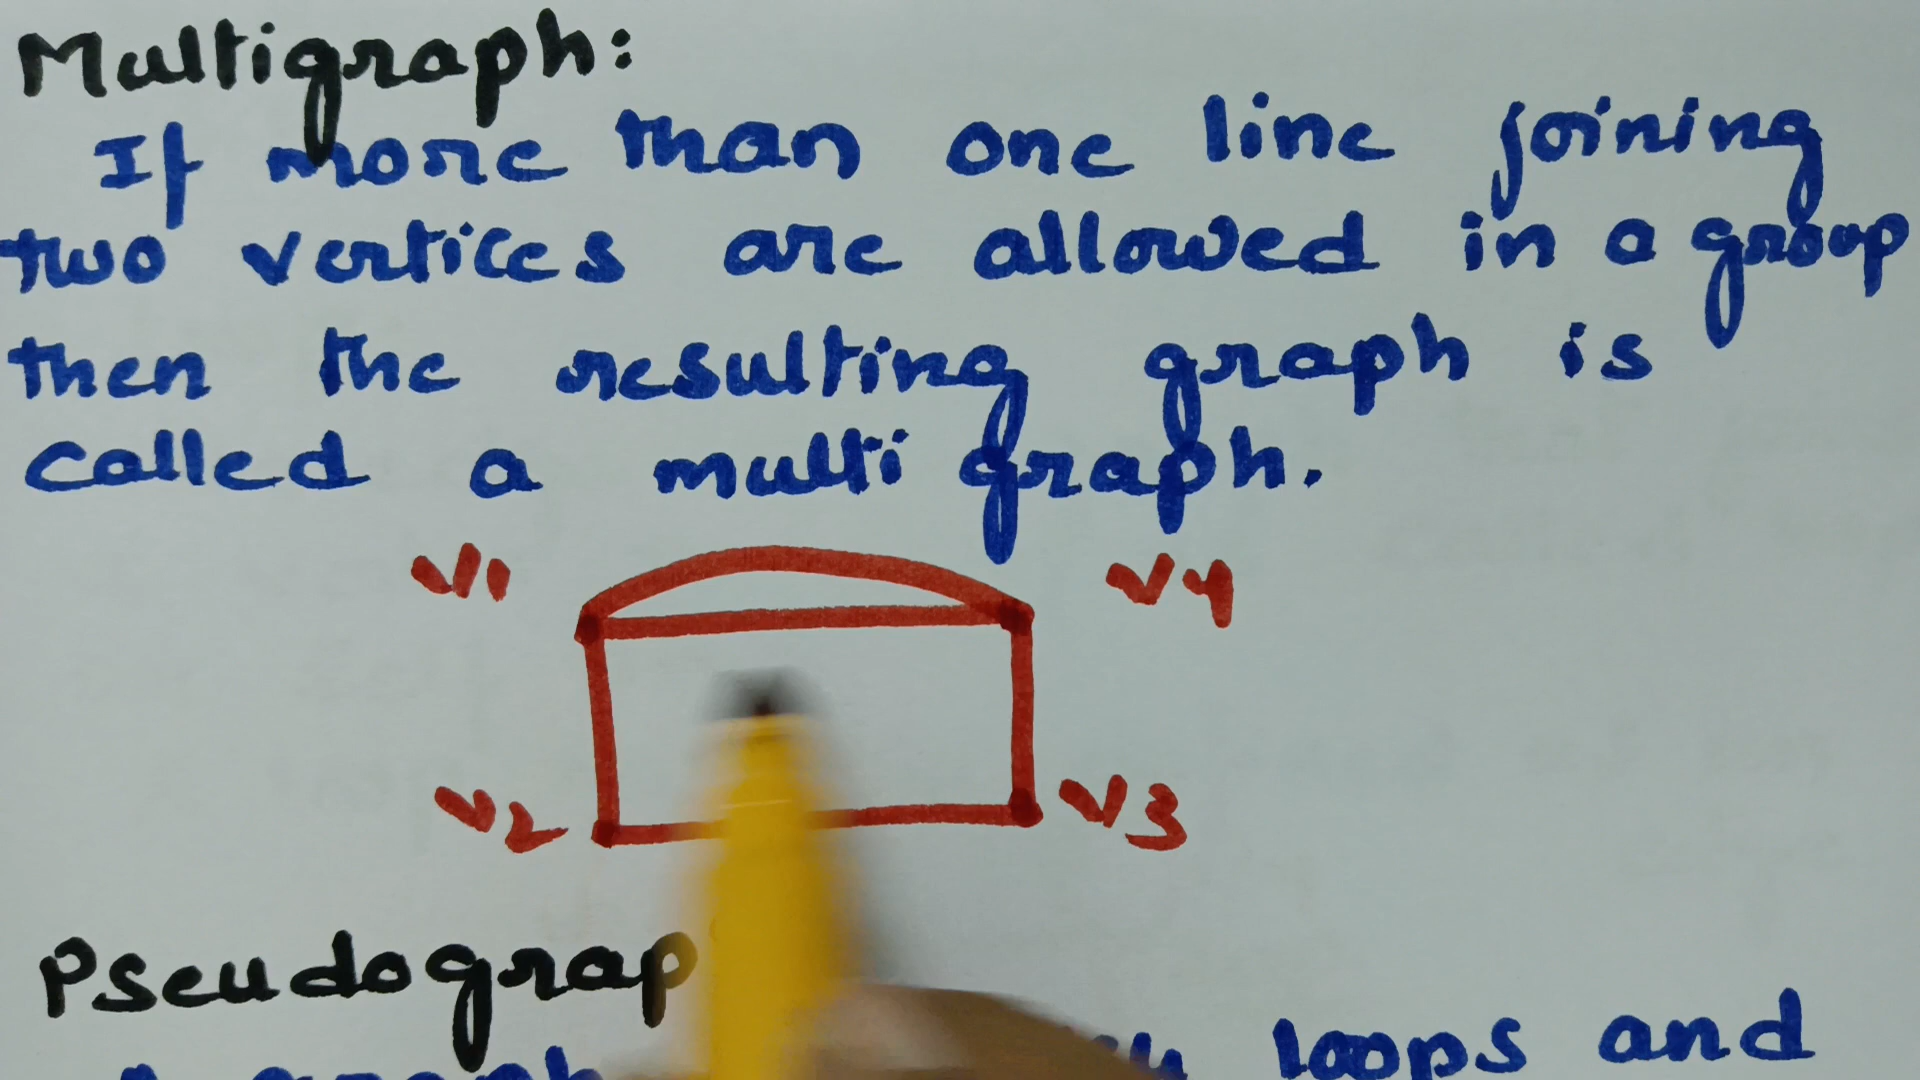 Multigraph:
If more than one line joining
two vertices are allowed in a group
then the resulting graph is
called a multi graph.
V1 V4
V2 V3
Pseudograp
A graph loops and